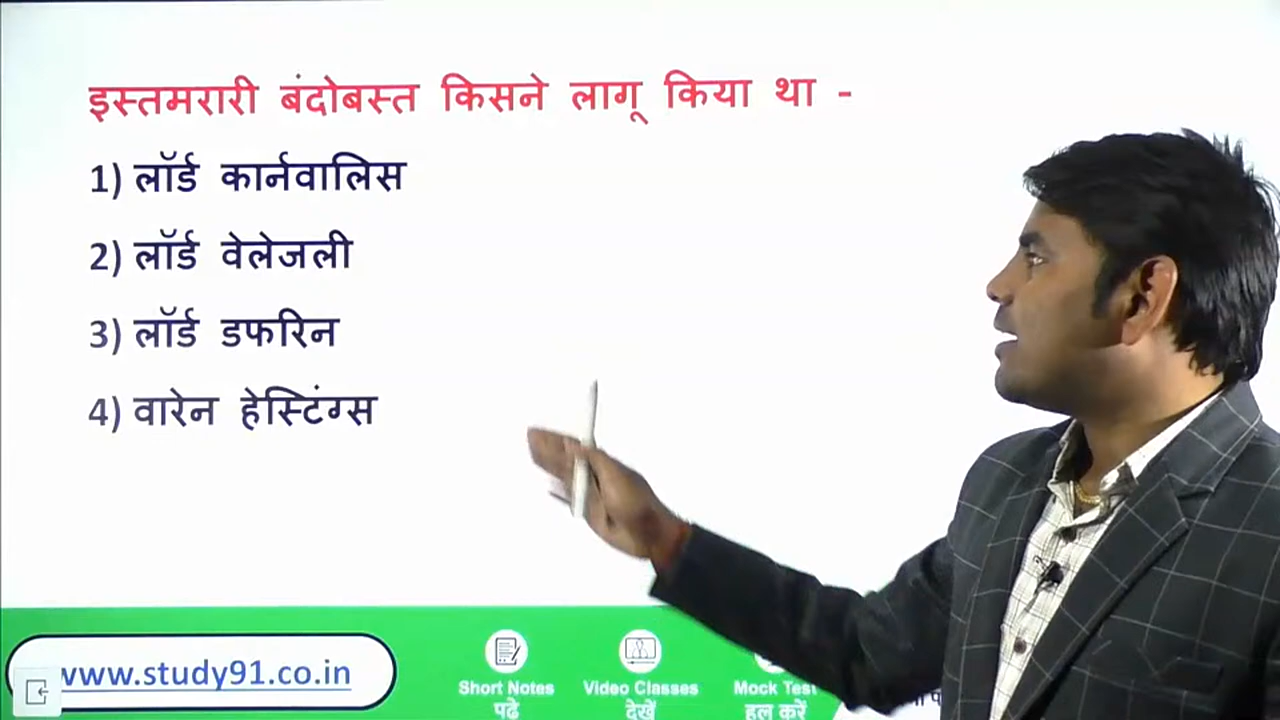 इस्तमरारी बंदोबस्त किसने लागू किया था -
1) लॉर्ड कार्नवालिस
2) लॉर्ड वेलेजली
3) लॉर्ड डफरिन
4) वारेन हेस्टिंग्स
www.study91.co.in
Short Notes
पढे
Video Classes
देखें
Mock Test
हल करें